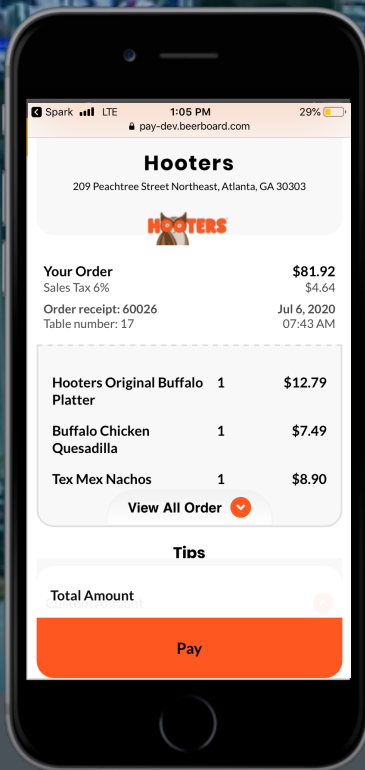 Spark LTE 1:05 PM 29%
pay-dev.beerboard.com
Hooters
209 Peachtree Street Northeast, Atlanta, GA 30303
HOOTERS
Your Order $81.92
Sales Tax 6% $4.64
Order receipt: 60026 Jul 6, 2020
Table number: 17 07:43 AM
Hooters Original Buffalo 1 $12.79
Platter
Buffalo Chicken 1 $7.49
Quesadilla
Tex Mex Nachos 1 $8.90
View All Order
Tips
Total Amount
Pay